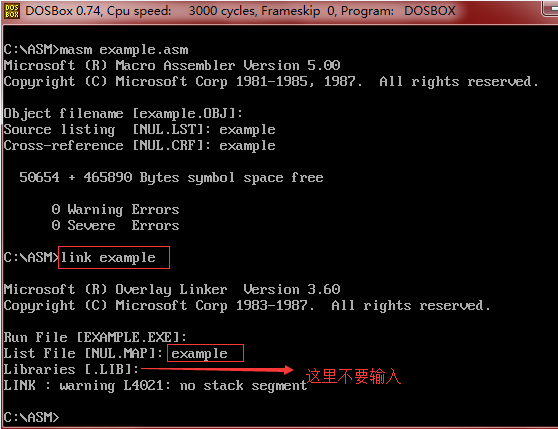 DOS BOX DOSBox 0.74, Cpu speed: 3000 cycles, Frameskip 0, Program: DOSBOX
C:\ASM>masm example.asm
Microsoft (R) Macro Assembler Version 5.00
Copyright (C) Microsoft Corp 1981-1985, 1987. All rights reserved.
Object filename [example.OBJ]:
Source listing [NUL.LST]: example
Cross-reference [NUL.CRF]: example
50654 + 465890 Bytes symbol space free
0 Warning Errors
0 Severe Errors
C:\ASM>link example
Microsoft (R) Overlay Linker Version 3.60
Copyright (C) Microsoft Corp 1983-1987. All rights reserved.
Run File [EXAMPLE.EXE]:
List File [NUL.MAP]: example
Libraries [.LIB]:
这里不要输入
LINK : warning L4021: no stack segment
C:\ASM>